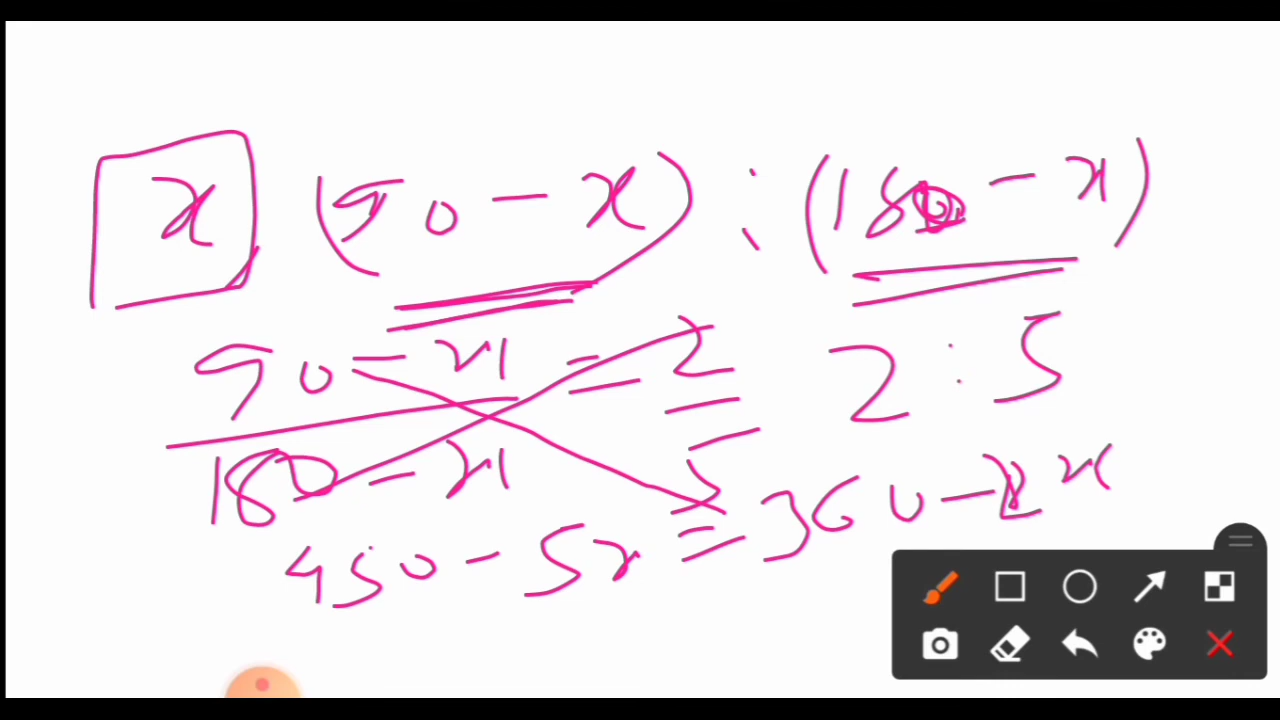 x (90 - x) : (180 - x)
90 - x = 2 2 : 5
180 - x 5
450 - 5x = 360 - 2x